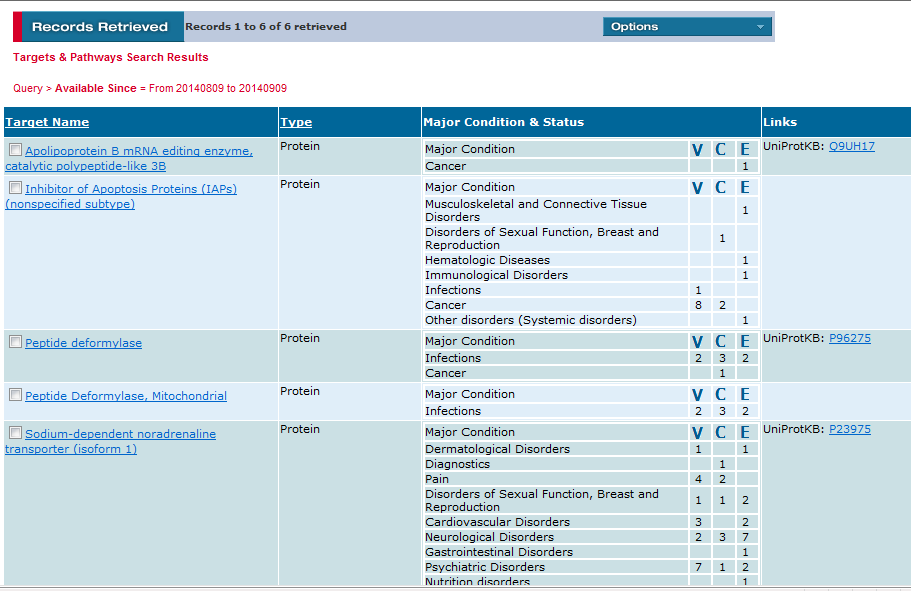 Records Retrieved Records 1 to 6 of 6 retrieved Options
Targets & Pathways Search Results
Query > Available Since = From 20140809 to 20140909
Target Name Type Major Condition & Status Links
Apolipoprotein B mRNA editing enzyme,
catalytic polypeptide-like 3B
Protein
Major Condition V C E
Cancer 1
UniProtKB: Q9UH17
Inhibitor of Apoptosis Proteins (IAPs)
(nonspecified subtype)
Protein
Major Condition V C E
Musculoskeletal and Connective Tissue
Disorders 1
Disorders of Sexual Function, Breast and
Reproduction 1
Hematologic Diseases 1
Immunological Disorders 1
Infections 1
Cancer 8 2
Other disorders (Systemic disorders) 1
Peptide deformylase
Protein
Major Condition V C E
Infections 2 3 2
Cancer 1
UniProtKB: P96275
Peptide Deformylase, Mitochondrial
Protein
Major Condition V C E
Infections 2 3 2
Sodium-dependent noradrenaline
transporter (isoform 1)
Protein
Major Condition V C E
Dermatological Disorders 1 1
Diagnostics 1
Pain 4 2
Disorders of Sexual Function, Breast and
Reproduction 1 1 2
Cardiovascular Disorders 3 2
Neurological Disorders 2 3 7
Gastrointestinal Disorders 1
Psychiatric Disorders 7 1 2
Nutrition disorders 1
UniProtKB: P23975